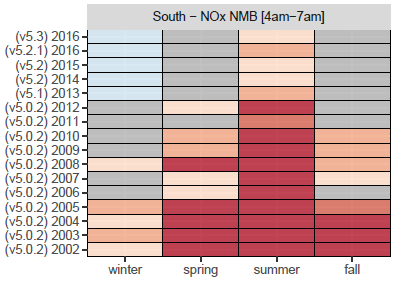 South − NOx NMB [4am−7am]
(v5.3) 2016
(v5.2.1) 2016
(v5.2) 2015
(v5.2) 2014
(v5.1) 2013
(v5.0.2) 2012
(v5.0.2) 2011
(v5.0.2) 2010
(v5.0.2) 2009
(v5.0.2) 2008
(v5.0.2) 2007
(v5.0.2) 2006
(v5.0.2) 2005
(v5.0.2) 2004
(v5.0.2) 2003
(v5.0.2) 2002
winter spring summer fall